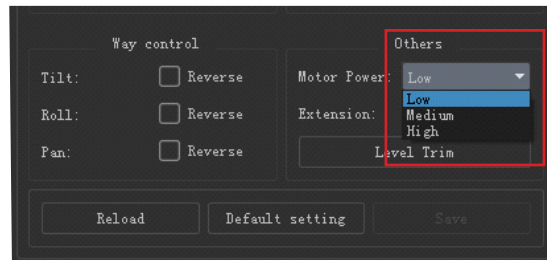 Way control
Others
Tilt: Reverse Motor Power: Low
Low
Roll: Reverse Extension: Medium
High
Pan: Reverse Level Trim
Reload Default setting Save